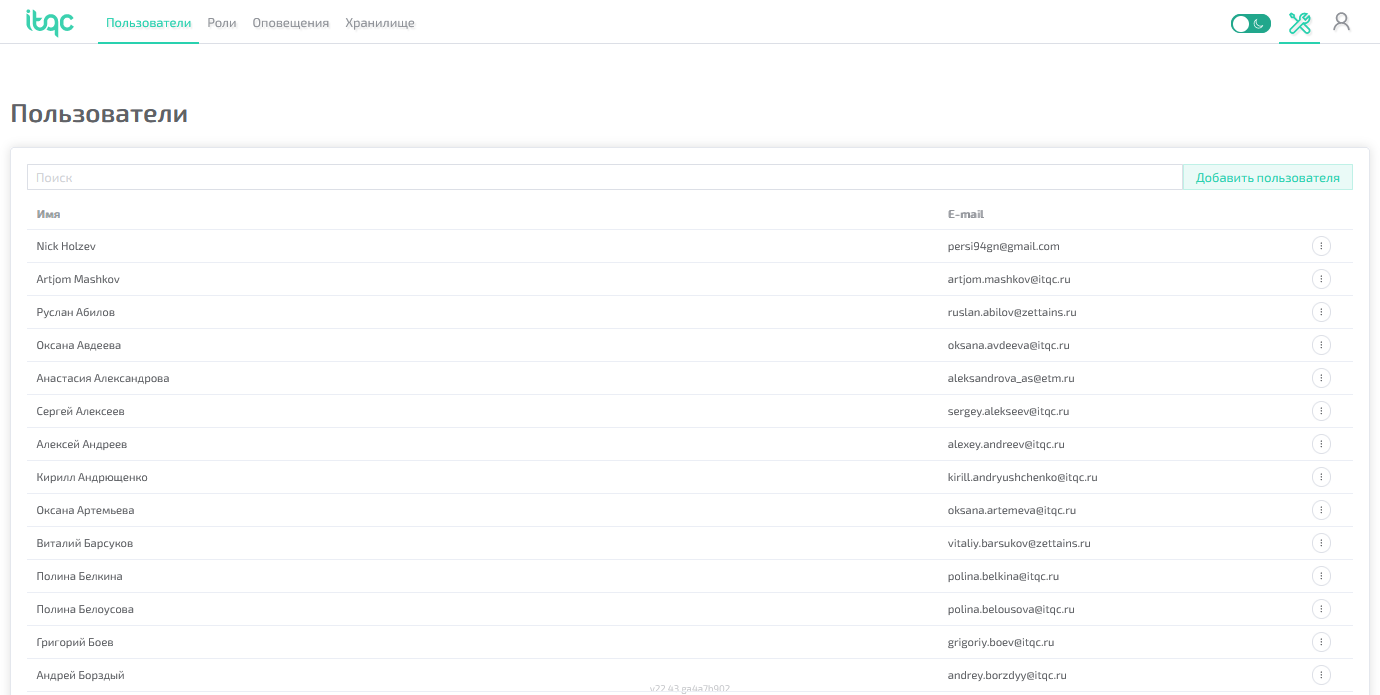 itqc Пользователи Роли Оповещения Хранилище
Пользователи
Поиск Добавить пользователя
Имя E-mail
Nick Holzev persi94gn@gmail.com
Artjom Mashkov artjom.mashkov@itqc.ru
Руслан Абилов ruslan.abilov@zettains.ru
Оксана Авдеева oksana.avdeeva@itqc.ru
Анастасия Александрова aleksandrova_as@etm.ru
Сергей Алексеев sergey.alekseev@itqc.ru
Алексей Андреев alexey.andreev@itqc.ru
Кирилл Андрющенко kirill.andryushchenko@itqc.ru
Оксана Артемьева oksana.artemeva@itqc.ru
Виталий Барсуков vitaliy.barsukov@zettains.ru
Полина Белкина polina.belkina@itqc.ru
Полина Белоусова polina.belousova@itqc.ru
Григорий Боев grigoriy.boev@itqc.ru
Андрей Борздый andrey.borzdyy@itqc.ru